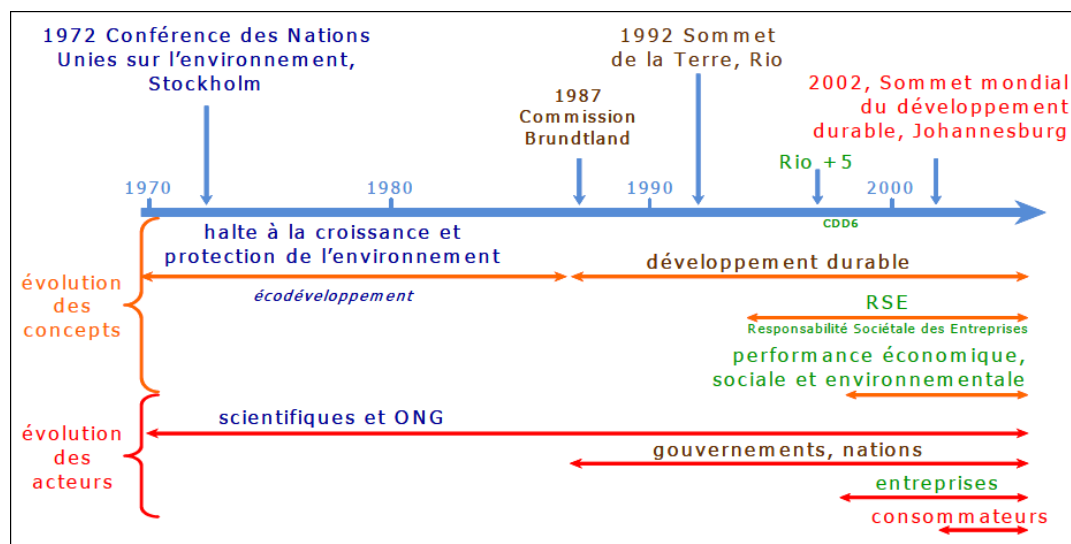 1972 Conférence des Nations
Unies sur l’environnement,
Stockholm
1987
Commission
Brundtland
1992 Sommet
de la Terre, Rio
2002, Sommet mondial
du développement
durable, Johannesburg
Rio +5
1970
1980
1990
2000
CDD6
évolution
des
concepts
halte à la croissance et
protection de l’environnement
écodéveloppement
développement durable
RSE
Responsabilité Sociétale des Entreprises
performance économique,
sociale et environnementale
évolution
des
acteurs
scientifiques et ONG
gouvernements, nations
entreprises
consommateurs